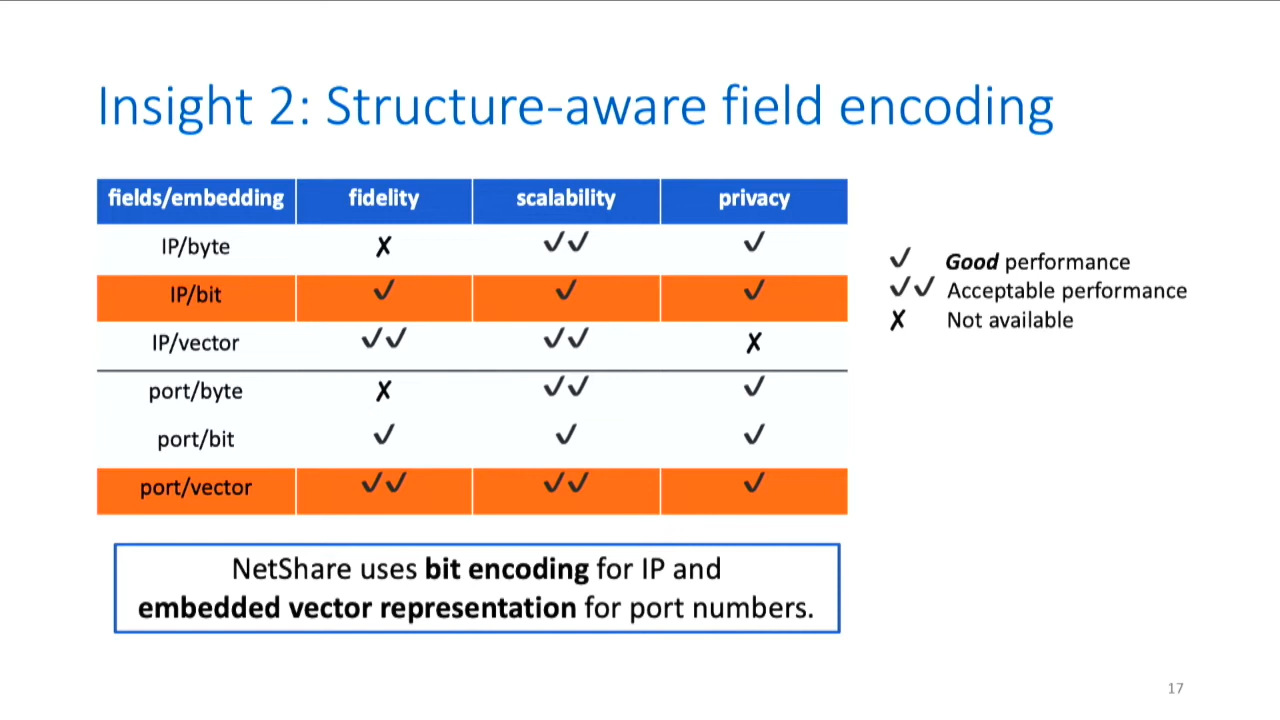 Insight 2: Structure-aware field encoding
fields/embedding fidelity scalability privacy
IP/byte ✗ ✓✓ ✓
IP/bit ✓ ✓ ✓
IP/vector ✓✓ ✓✓ ✗
port/byte ✗ ✓✓ ✓
port/bit ✓ ✓ ✓
port/vector ✓✓ ✓✓ ✓
✓ Good performance
✓✓ Acceptable performance
✗ Not available
NetShare uses bit encoding for IP and
embedded vector representation for port numbers.
17